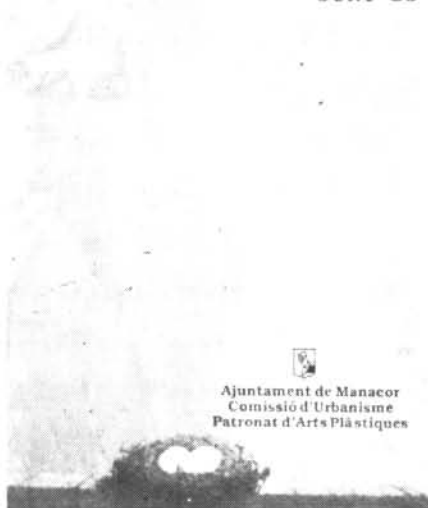 Ajuntament de Manacor
Comissió d'Urbanisme
Patronat d'Arts Plàstiques